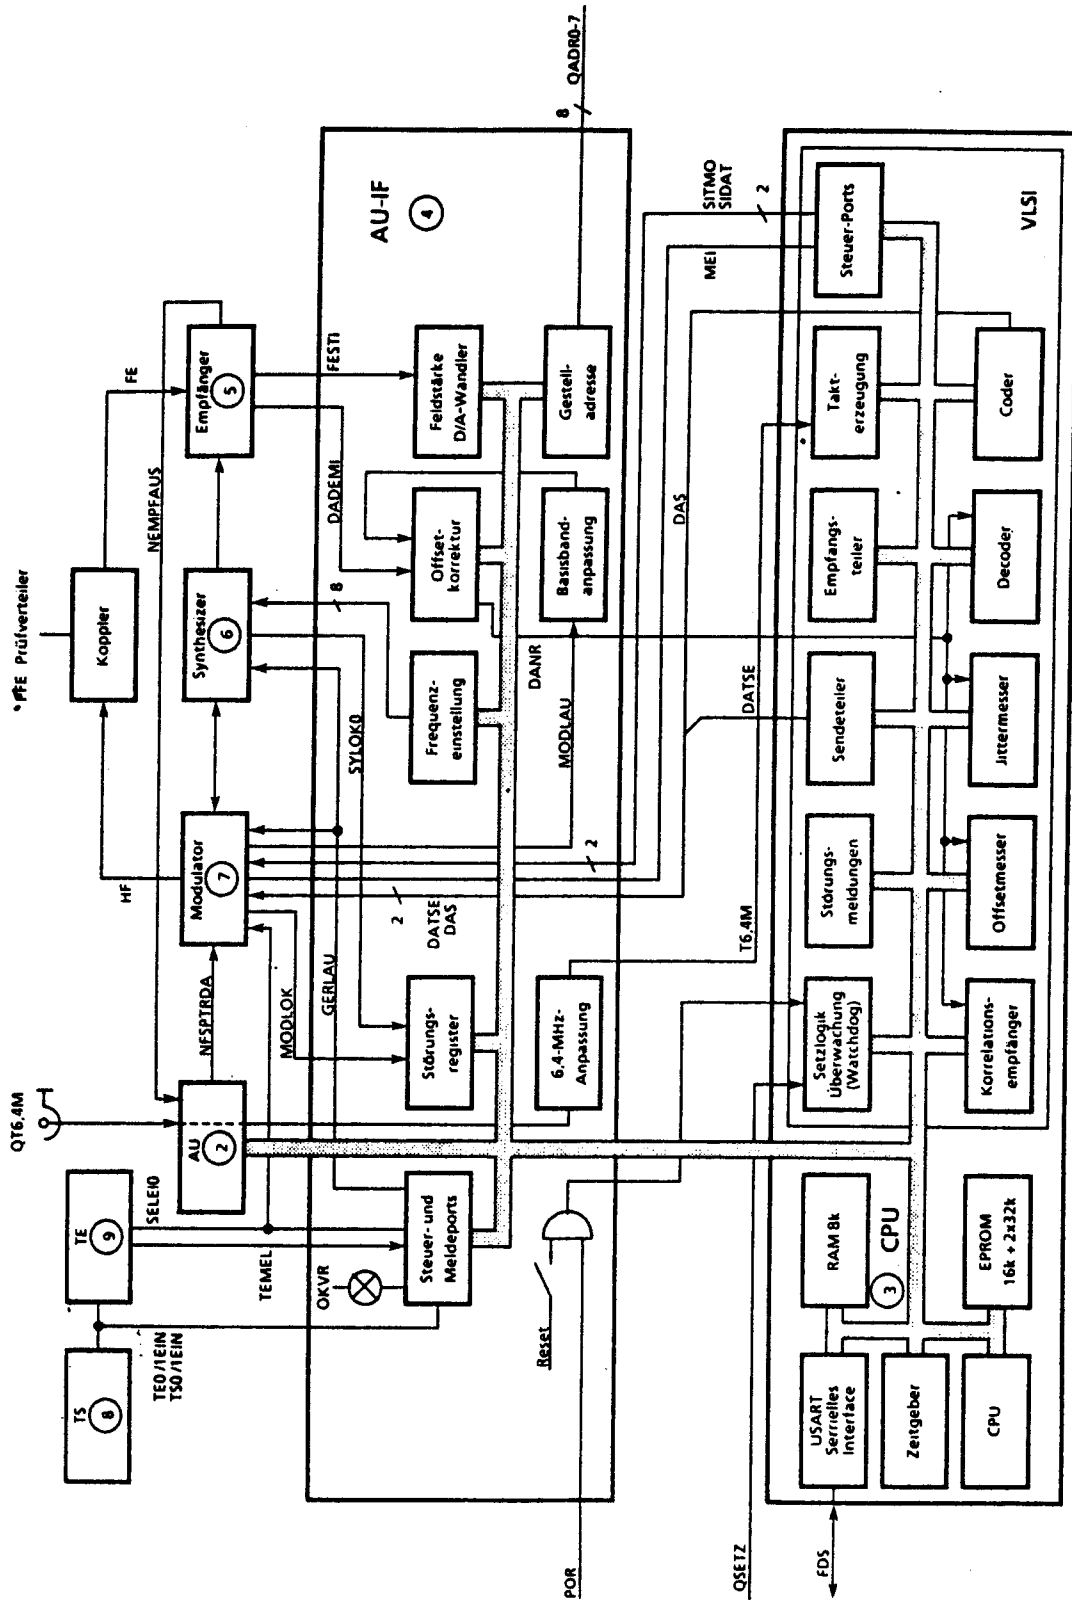 QT6,4M
*PFE Prüfverteiler
TS
8
TE
9
Koppler
TE0/1EIN
TS0/1EIN
SELEI0
TEMEL
HF
FE
NEMPFAUS
AU
2
NFSPTRDA
Modulator
7
Synthesizer
6
Empfänger
5
OKVR
MODLOK
GERLAU
2
DATSE
DAS
2
SYLOK0
8
DADEMI
FESTI
AU-IF
4
Steuer- und
Meldeports
Störungs-
register
Frequenz-
einstellung
Offset-
korrektur
Feldstärke
D/A-Wandler
Reset
6,4-MHz-
Anpassung
MODLAU
DANR
Basisband-
anpassung
Gestell-
adresse
8
QADR0-7
POR
T6,4M
DATSE
DAS
MEI
SITMO
SIDAT
2
QSETZ
FDS
USART
Serrielles
Interface
RAM 8k
Setzlogik
Überwachung
(Watchdog)
Störungs-
meldungen
Sendeteiler
Empfangs-
teiler
Takt-
erzeugung
Steuer-Ports
Zeitgeber
3
CPU
CPU
EPROM
16k + 2x32k
Korrelations-
empfänger
Offsetmesser
Jittermesser
Decoder
Coder
VLSI